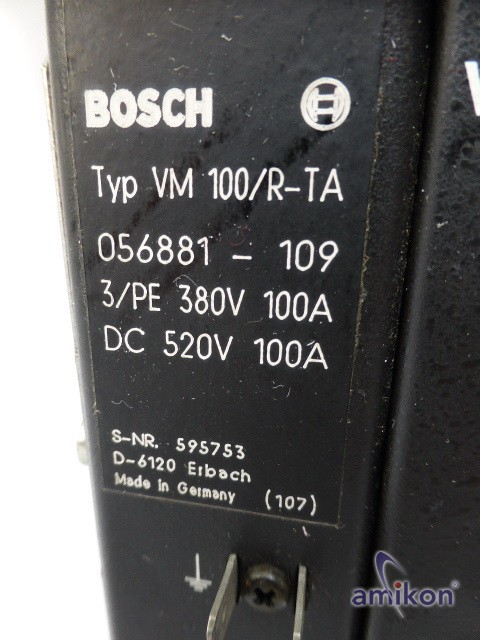 BOSCH
Typ VM 100/R-TA
056881 - 109
3/PE 380V 100A
DC 520V 100A
S-NR. 595753
D-6120 Erbach
Made in Germany (107)
amikon